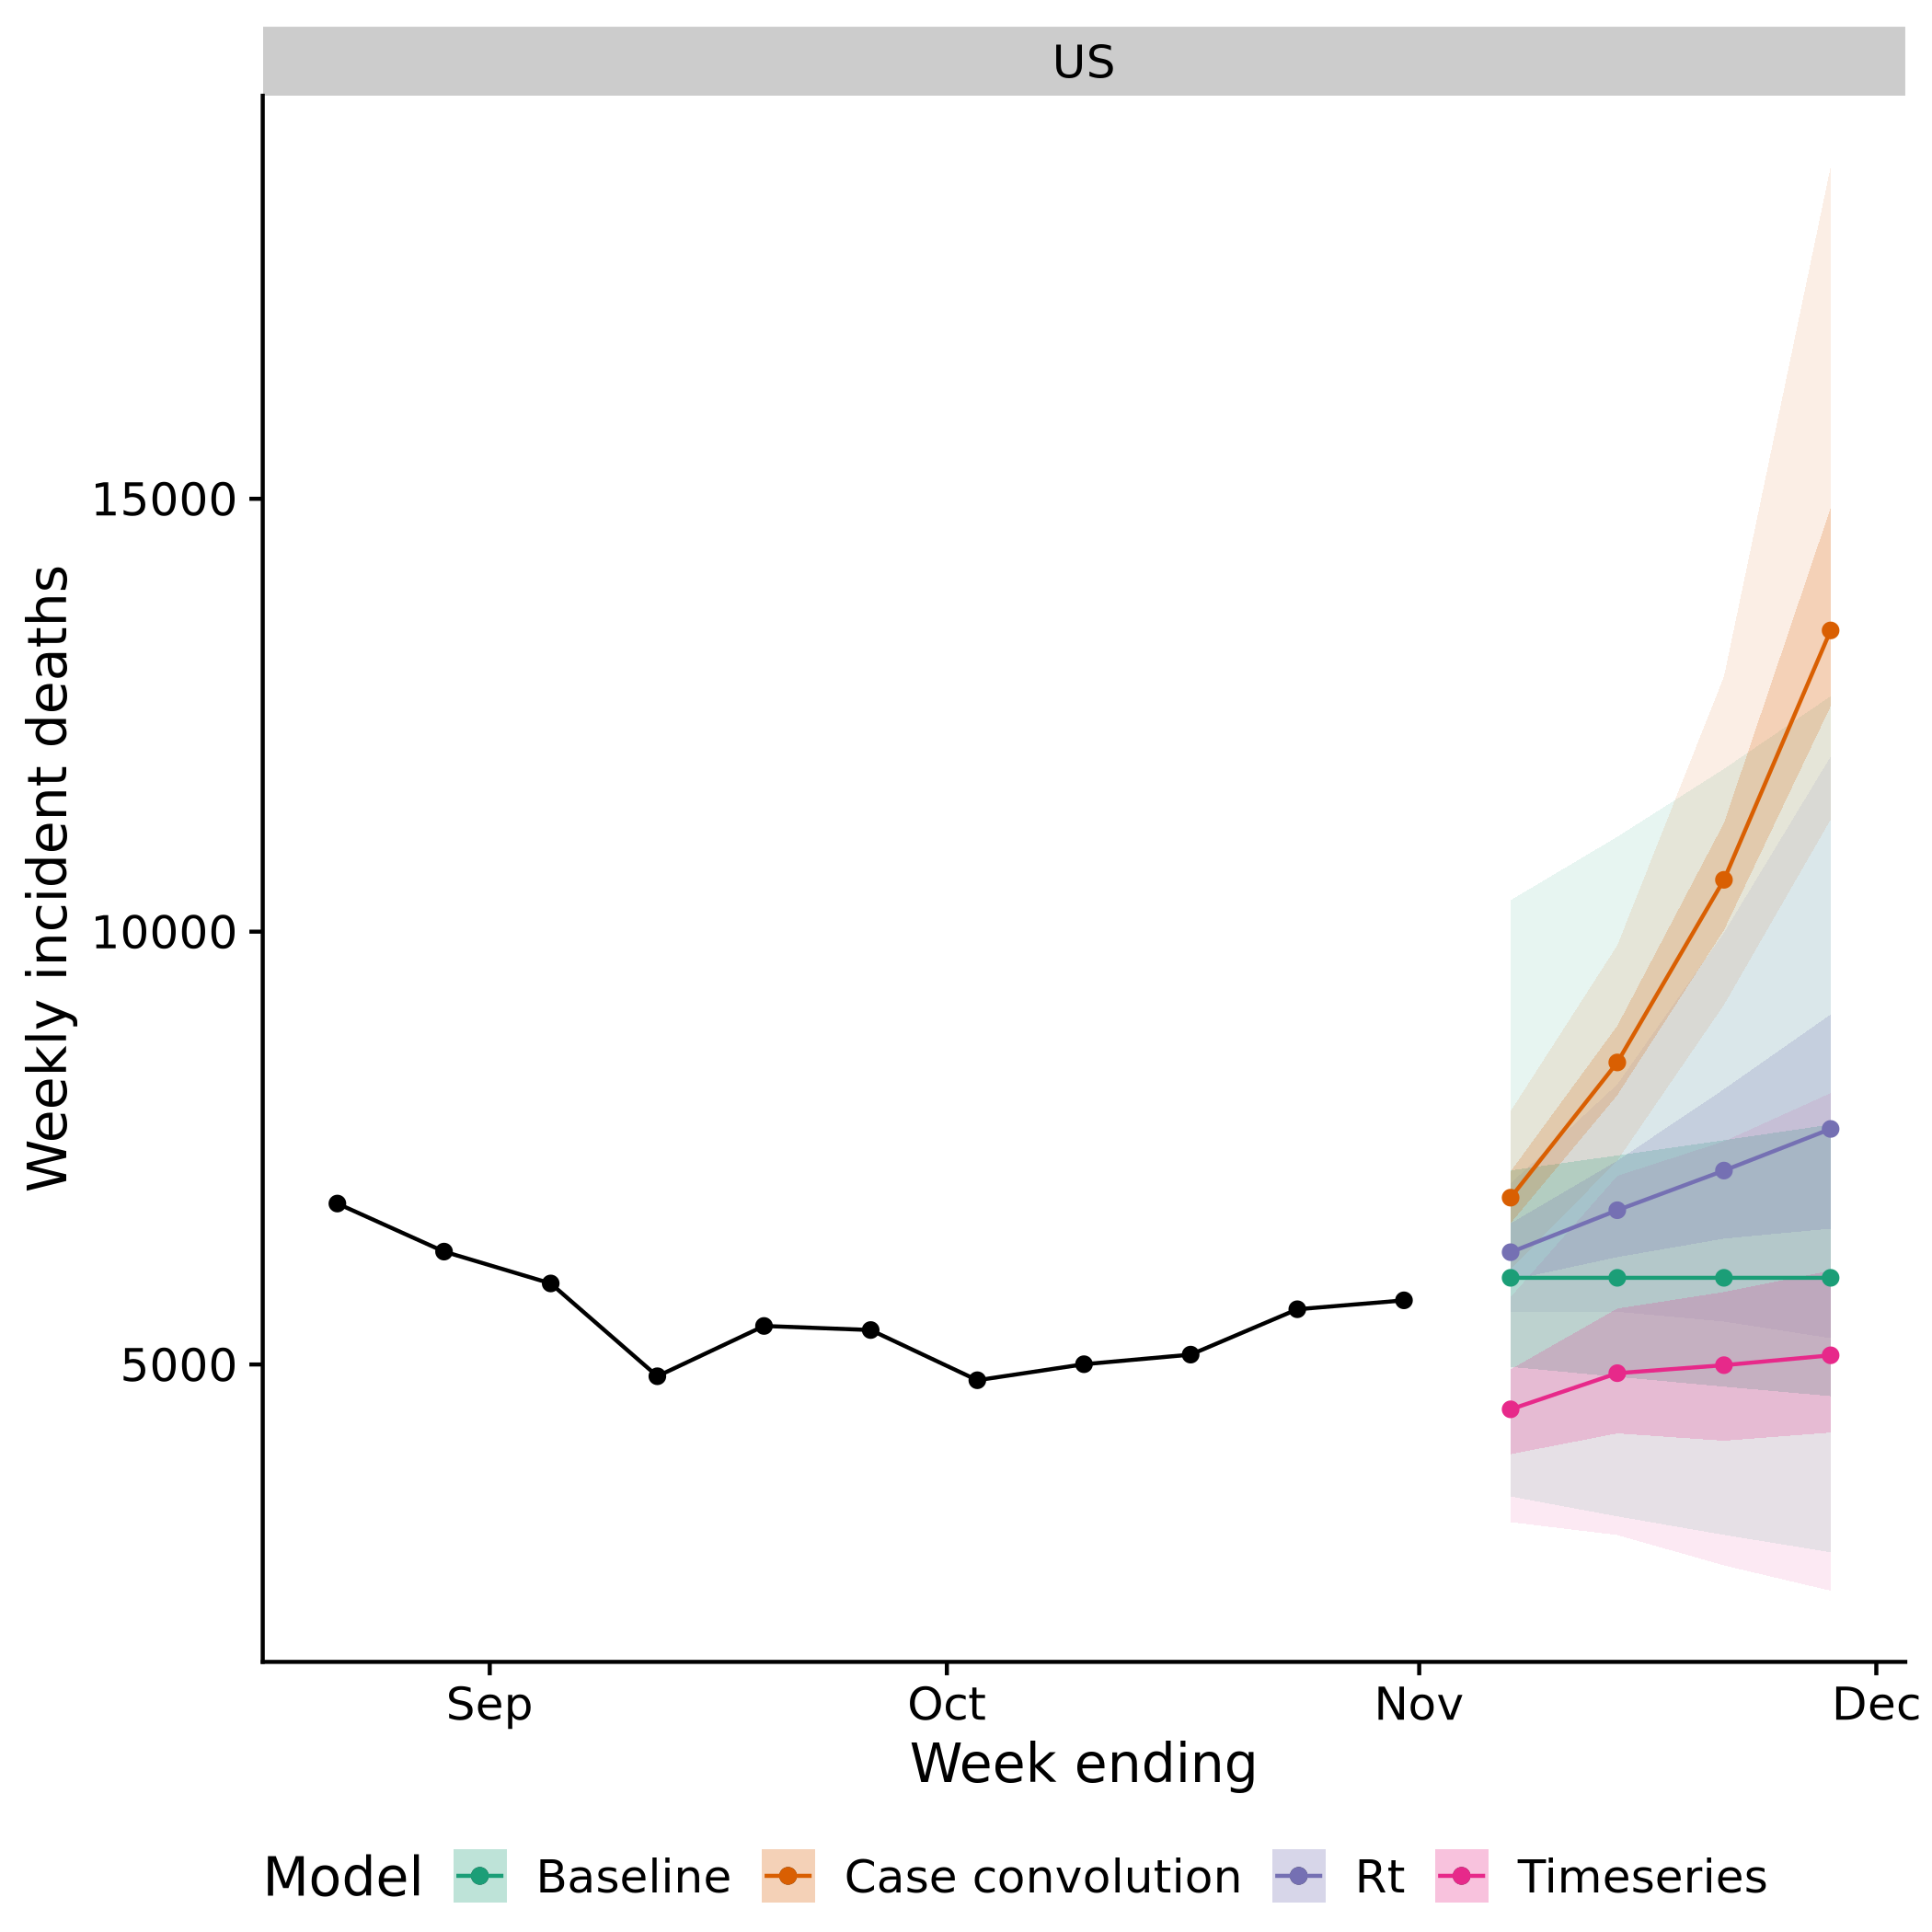 US
Weekly incident deaths
15000
10000
5000
Sep Oct Nov Dec
Week ending
Model Baseline Case convolution Rt Timeseries